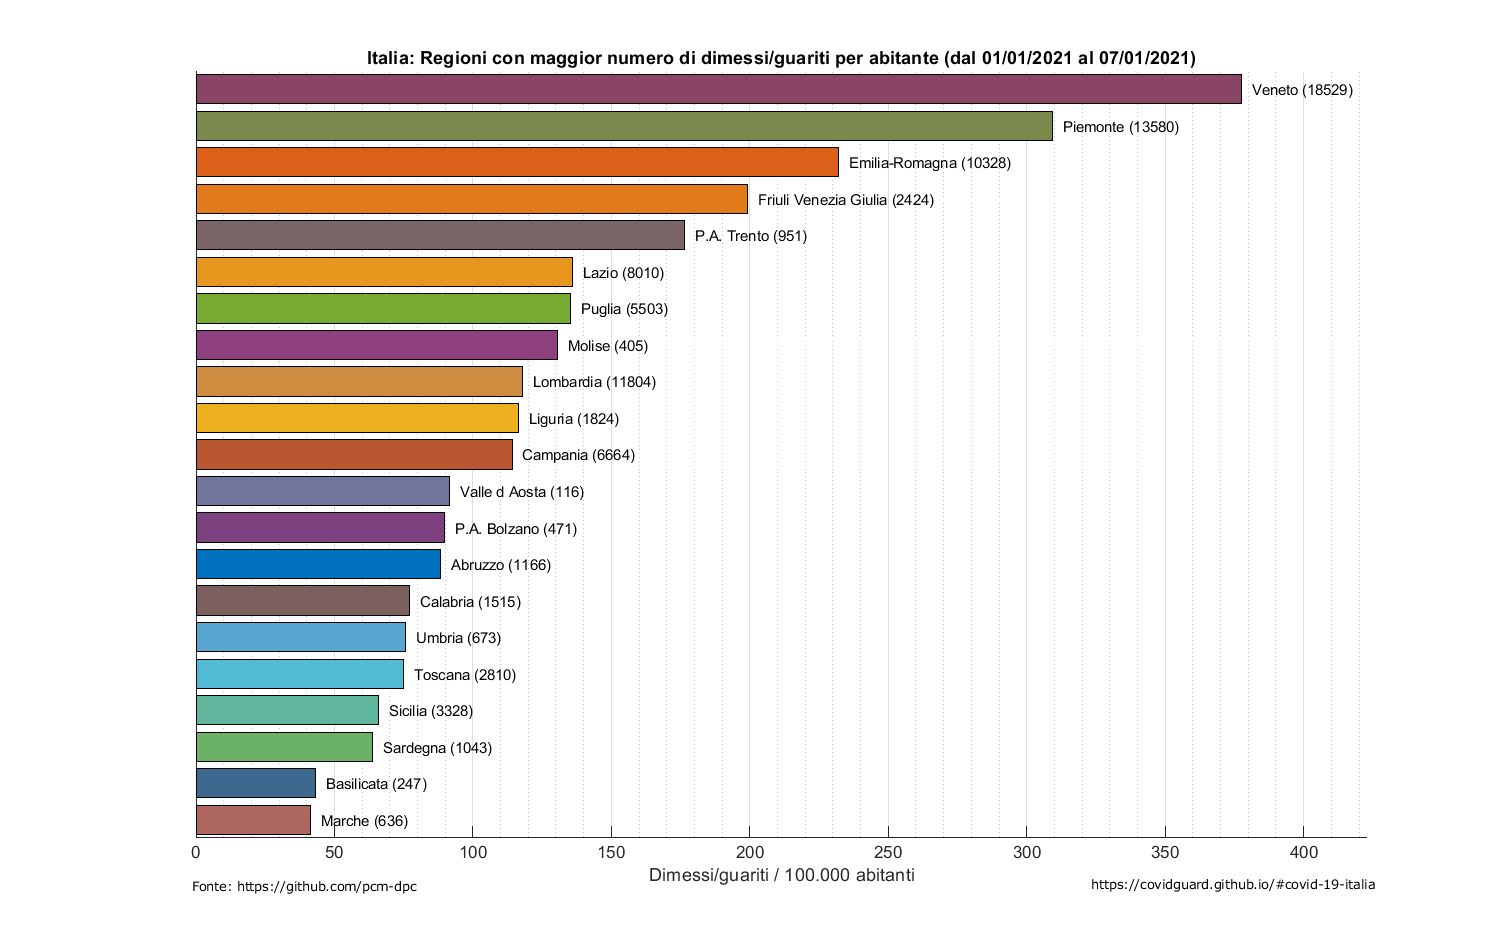 Italia: Regioni con maggior numero di dimessi/guariti per abitante (dal 01/01/2021 al 07/01/2021)
Veneto (18529)
Piemonte (13580)
Emilia-Romagna (10328)
Friuli Venezia Giulia (2424)
P.A. Trento (951)
Lazio (8010)
Puglia (5503)
Molise (405)
Lombardia (11804)
Liguria (1824)
Campania (6664)
Valle d Aosta (116)
P.A. Bolzano (471)
Abruzzo (1166)
Calabria (1515)
Umbria (673)
Toscana (2810)
Sicilia (3328)
Sardegna (1043)
Basilicata (247)
Marche (636)
0 50 100 150 200 250 300 350 400
Dimessi/guariti / 100.000 abitanti
Fonte: https://github.com/pcm-dpc
https://covidguard.github.io/#covid-19-italia